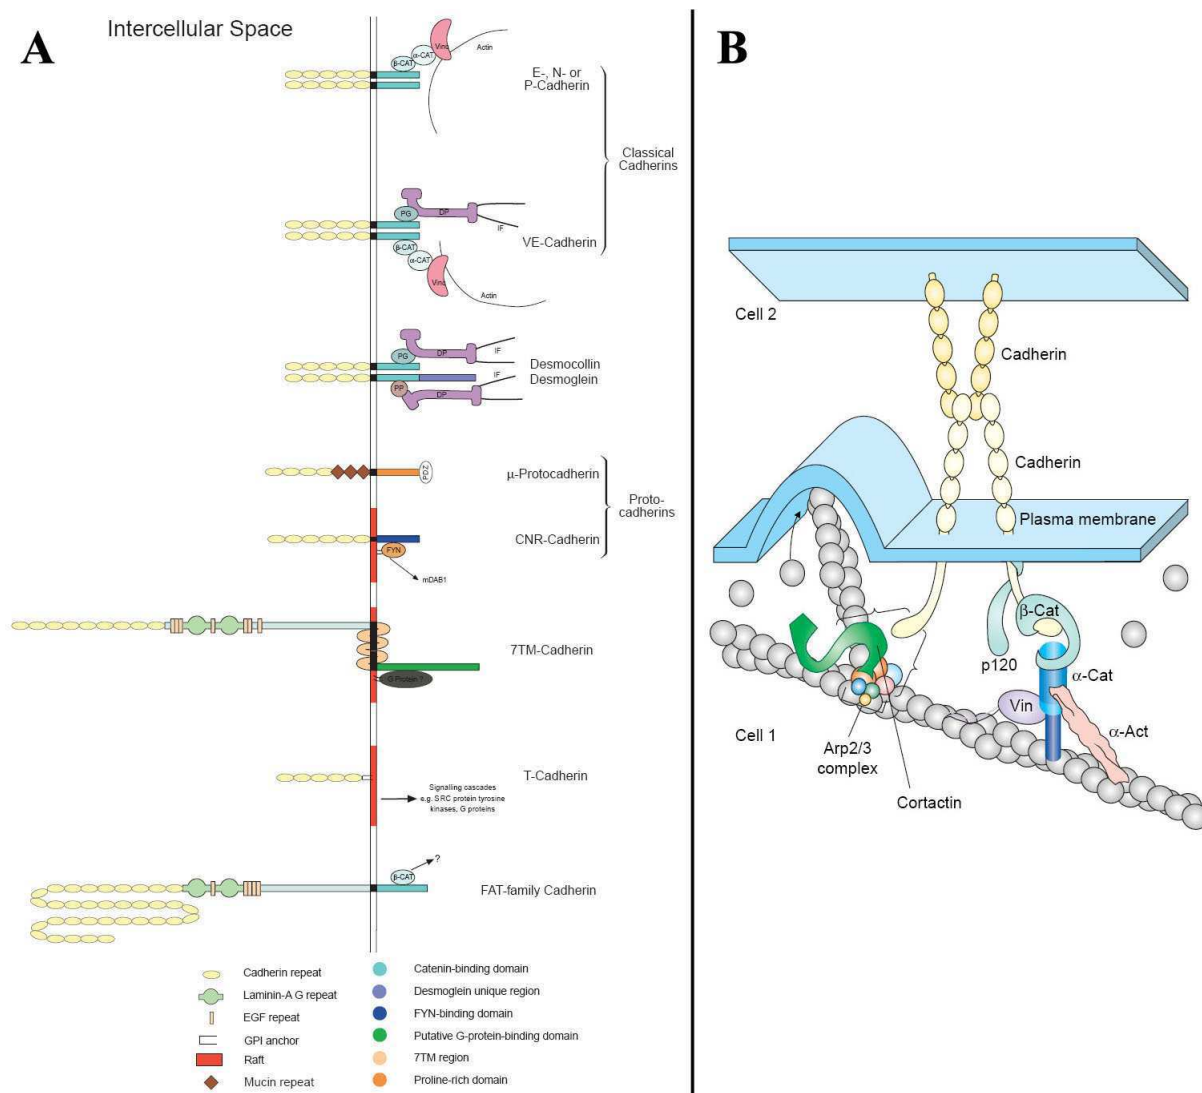 A
Intercellular Space
β-CAT
α-CAT
Vinc
Actin
E-, N- or
P-Cadherin
Classical
Cadherins
PG
DP
IF
VE-Cadherin
β-CAT
α-CAT
Vinc
Actin
PG
DP
IF
Desmocollin
IF
Desmoglein
PP
DP
PDZ
μ-Protocadherin
Proto-
cadherins
CNR-Cadherin
FYN
mDAB1
7TM-Cadherin
G Protein ?
T-Cadherin
Signalling cascades
e.g. SRC protein tyrosine
kinases, G proteins
β-CAT
?
FAT-family Cadherin
Cadherin repeat
Laminin-A G repeat
EGF repeat
GPI anchor
Raft
Mucin repeat
Catenin-binding domain
Desmoglein unique region
FYN-binding domain
Putative G-protein-binding domain
7TM region
Proline-rich domain
B
Cell 2
Cadherin
Cadherin
Plasma membrane
β-Cat
p120
α-Cat
Vin
α-Act
Cell 1
Arp2/3
complex
Cortactin